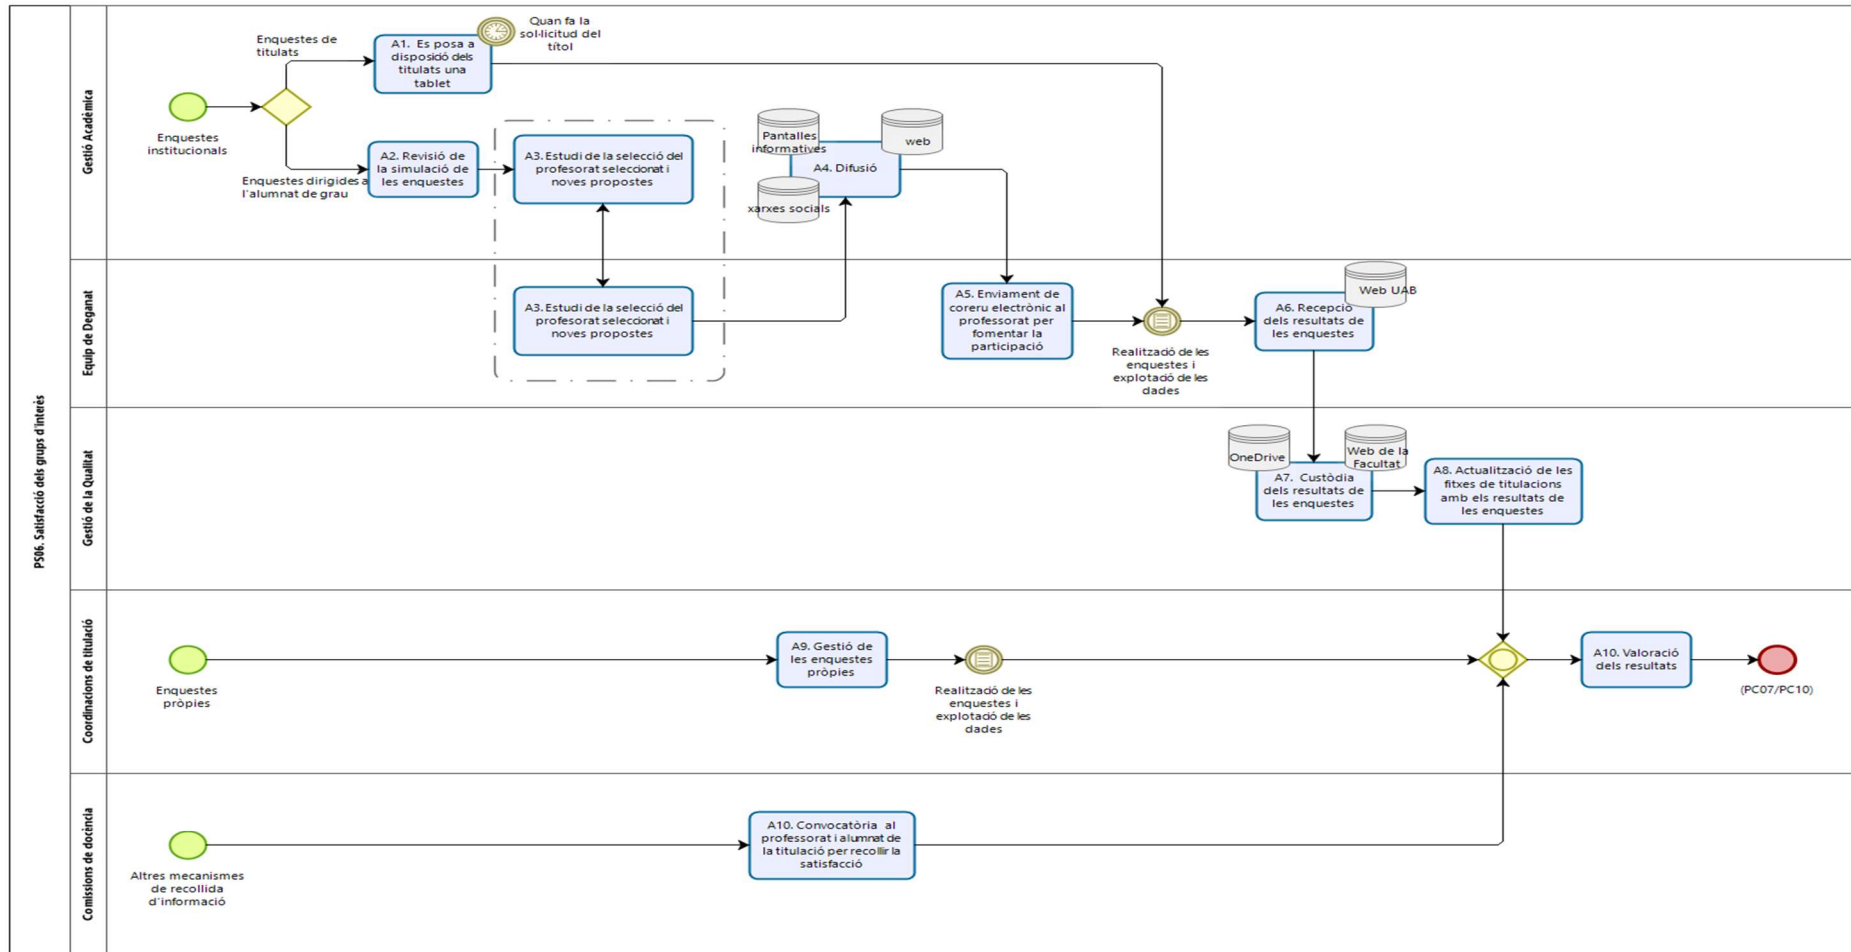 PS06. Satisfacció dels grups d'interès
Gestió Acadèmica
Enquestes
institucionals
Enquestes de
titulats
Enquestes dirigides a
l'alumnat de grau
A1. Es posa a
disposició dels
titulats una
tablet
Quan fa la
sol·licitud del
títol
A2. Revisió de
la simulació de
les enquestes
A3. Estudi de la selecció del
profesorat seleccionat i
noves propostes
Pantalles
informatives
web
A4. Difusió
xarxes socials
Equip de Deganat
A3. Estudi de la selecció del
profesorat seleccionat i
noves propostes
A5. Enviament de
coreru electrònic al
professorat per
fomentar la
participació
Realització de les
enquestes i
explotació de les
dades
Web UAB
A6. Recepció
dels resultats de
les enquestes
Gestió de la Qualitat
OneDrive
Web de la
Facultat
A7. Custòdia
dels resultats de
les enquestes
A8. Actualització de les
fitxes de titulacions
amb els resultats de
les enquestes
Coordinacions de titulació
Enquestes
pròpies
A9. Gestió de
les enquestes
pròpies
Realització de les
enquestes i
explotació de les
dades
A10. Valoració
dels resultats
(PC07/PC10)
Comissions de docència
Altres mecanismes
de recollida
d'informació
A10. Convocatòria al
professorat i alumnat de
la titulació per recollir la
satisfacció